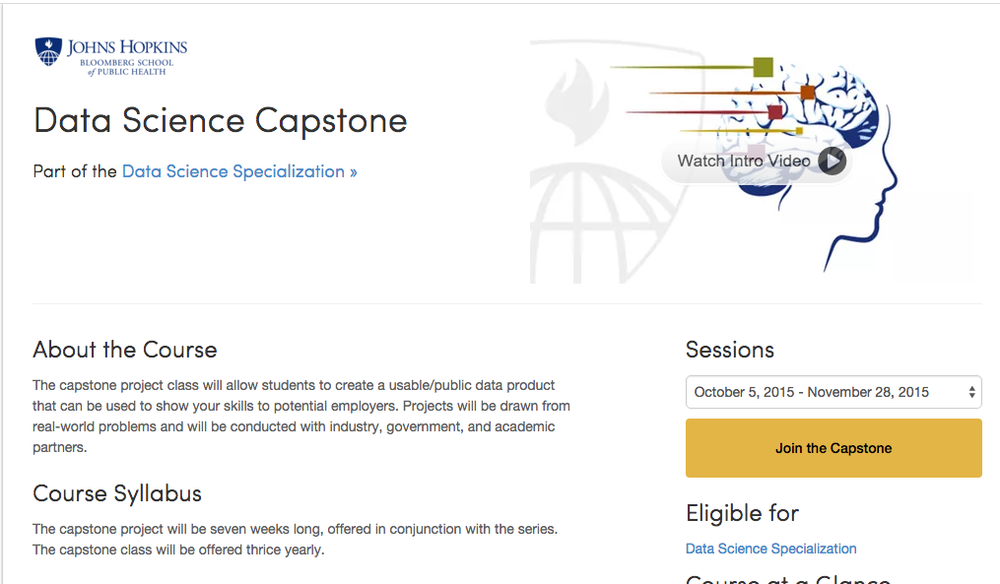 JOHNS HOPKINS
BLOOMBERG SCHOOL
of PUBLIC HEALTH
Data Science Capstone
Part of the Data Science Specialization »
Watch Intro Video
About the Course
The capstone project class will allow students to create a usable/public data product
that can be used to show your skills to potential employers. Projects will be drawn from
real-world problems and will be conducted with industry, government, and academic
partners.
Course Syllabus
The capstone project will be seven weeks long, offered in conjunction with the series.
The capstone class will be offered thrice yearly.
Sessions
October 5, 2015 - November 28, 2015
Join the Capstone
Eligible for
Data Science Specialization
Course at a Glance